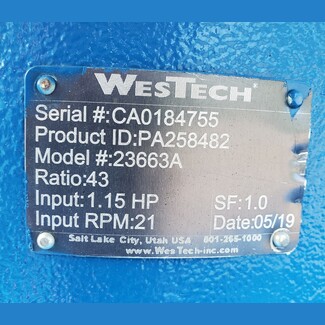 WESTECH®
Serial #:CA0184755
Product ID:PA258482
Model #:23663A
Ratio:43
Input:1.15 HP SF:1.0
Input RPM:21 Date:05/19
Salt Lake City, Utah USA 801-265-1000
www.WesTech-inc.com